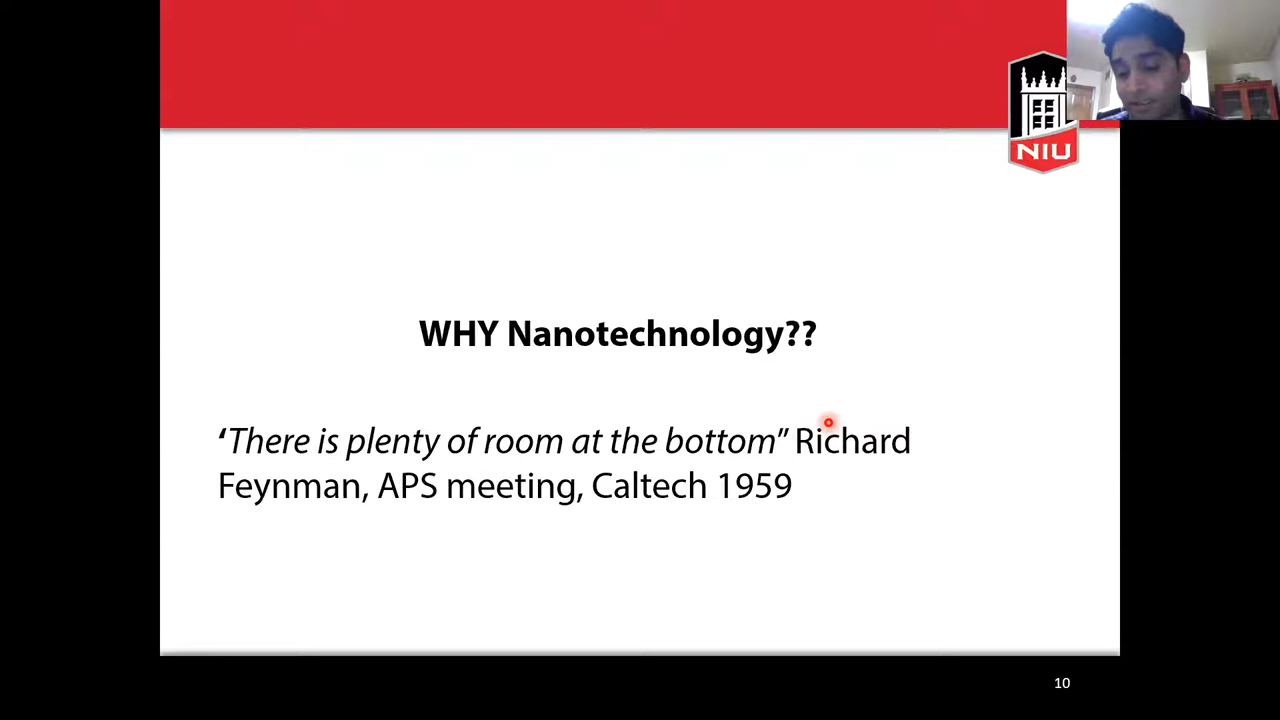 NIU
WHY Nanotechnology??
‘There is plenty of room at the bottom” Richard
Feynman, APS meeting, Caltech 1959
10